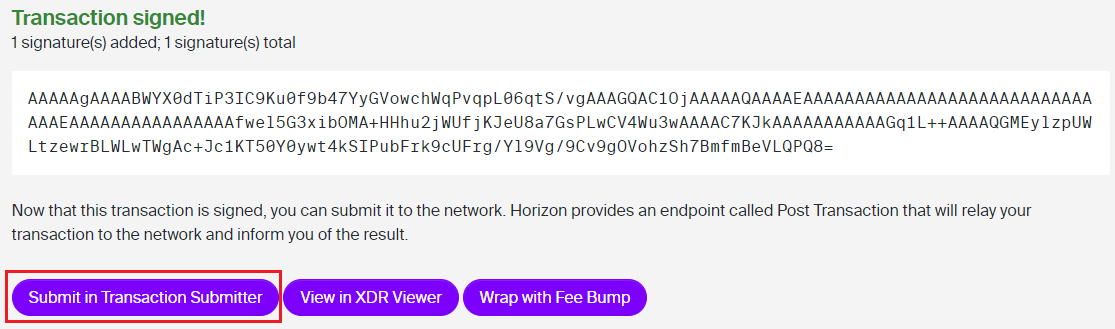 Transaction signed!
1 signature(s) added; 1 signature(s) total
AAAAAgAAAABWYX0dTiP3IC9Ku0f9b47YyGVowchWqPvqpL06qtS/vgAAAGQAC1OjAAAAAQAAAAEAAAAAAAAAAAAAAAAAAAAAAAAAAAAA
AAAEAAAAAAAAAAAAAAAAfwel5G3xibOMA+HHhu2jWUfjKJeU8a7GsPLwCV4Wu3wAAAAC7KJkAAAAAAAAAAAGq1L++AAAAQGMEylzpUW
LtzewrBLWLwTWgAc+Jc1KT50Y0ywt4kSIPubFrk9cUFrg/Yl9Vg/9Cv9gOVohzSh7BmfmBeVLQPQ8=
Now that this transaction is signed, you can submit it to the network. Horizon provides an endpoint called Post Transaction that will relay your
transaction to the network and inform you of the result.
Submit in Transaction Submitter View in XDR Viewer Wrap with Fee Bump